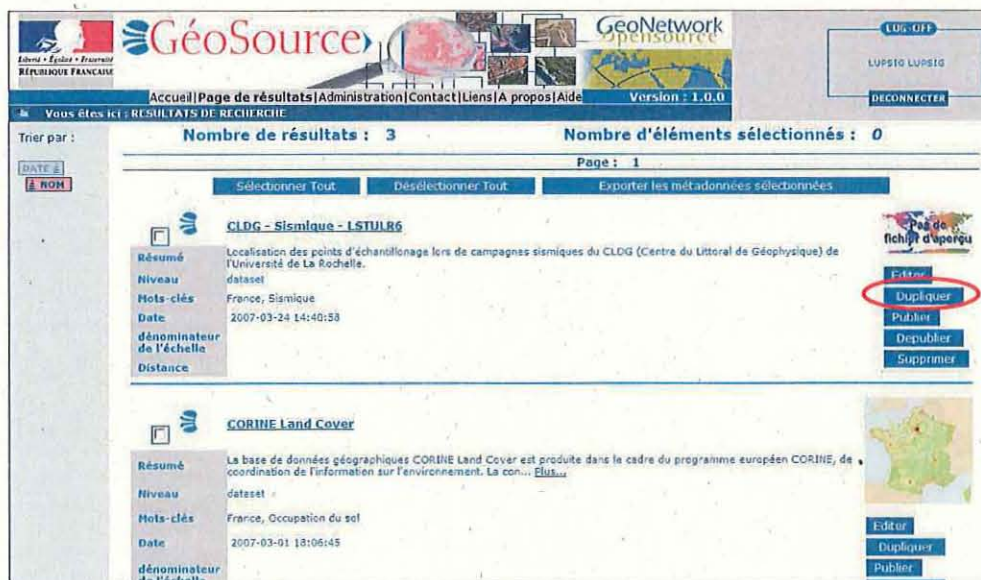 Liberté • Égalité • Fraternité
RÉPUBLIQUE FRANÇAISE
GéoSource
GeoNetwork
opensource
LOG-OFF
LUPSIG LUPSIG
DECONNECTER
Accueil|Page de résultats|Administration|Contact|Liens|A propos|Aide
Version : 1.0.0
Vous êtes ici : RESULTATS DE RECHERCHE
Trier par :
DATE
NOM
Nombre de résultats : 3
Nombre d'éléments sélectionnés : 0
Page : 1
Sélectionner Tout
Désélectionner Tout
Exporter les métadonnées sélectionnées
CLDG - Sismique - LSTULR6
Pas de
fichier d'aperçu
Résumé
Localisation des points d'échantillonage lors de campagnes sismiques du CLDG (Centre du Littoral de Géophysique) de
l'Université de La Rochelle.
Niveau
dataset
Mots-clés
France, Sismique
Date
2007-03-24 14:40:58
dénominateur
de l'échelle
Distance
Editer
Dupliquer
Publier
Depublier
Supprimer
CORINE Land Cover
Résumé
La base de données géographiques CORINE Land Cover est produite dans le cadre du programme européen CORINE, de
coordination de l'information sur l'environnement. La con... Plus...
Niveau
dataset
Mots-clés
France, Occupation du sol
Date
2007-03-01 18:06:45
dénominateur
de l'échelle
Editer
Dupliquer
Publier